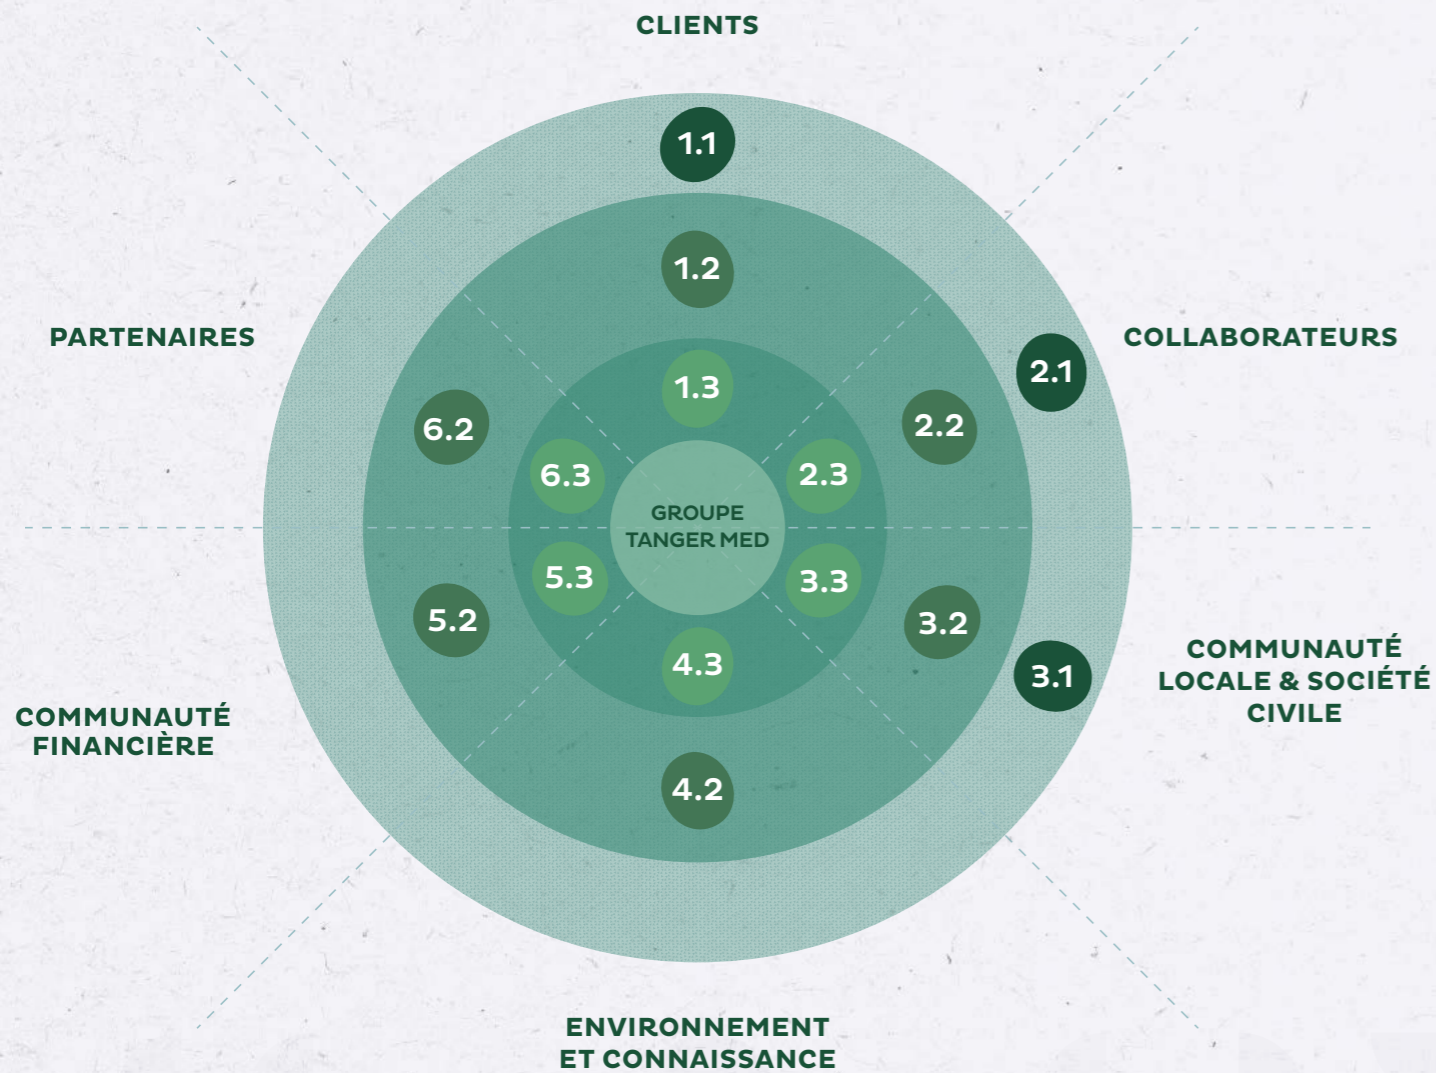 CLIENTS
1.1
1.2
PARTENAIRES
COLLABORATEURS
2.1
1.3
6.2
2.2
6.3
2.3
GROUPE
TANGER MED
5.3
3.3
5.2
3.2
COMMUNAUTÉ
LOCALE & SOCIÉTÉ
CIVILE
4.3
3.1
COMMUNAUTÉ
FINANCIÈRE
4.2
ENVIRONNEMENT
ET CONNAISSANCE